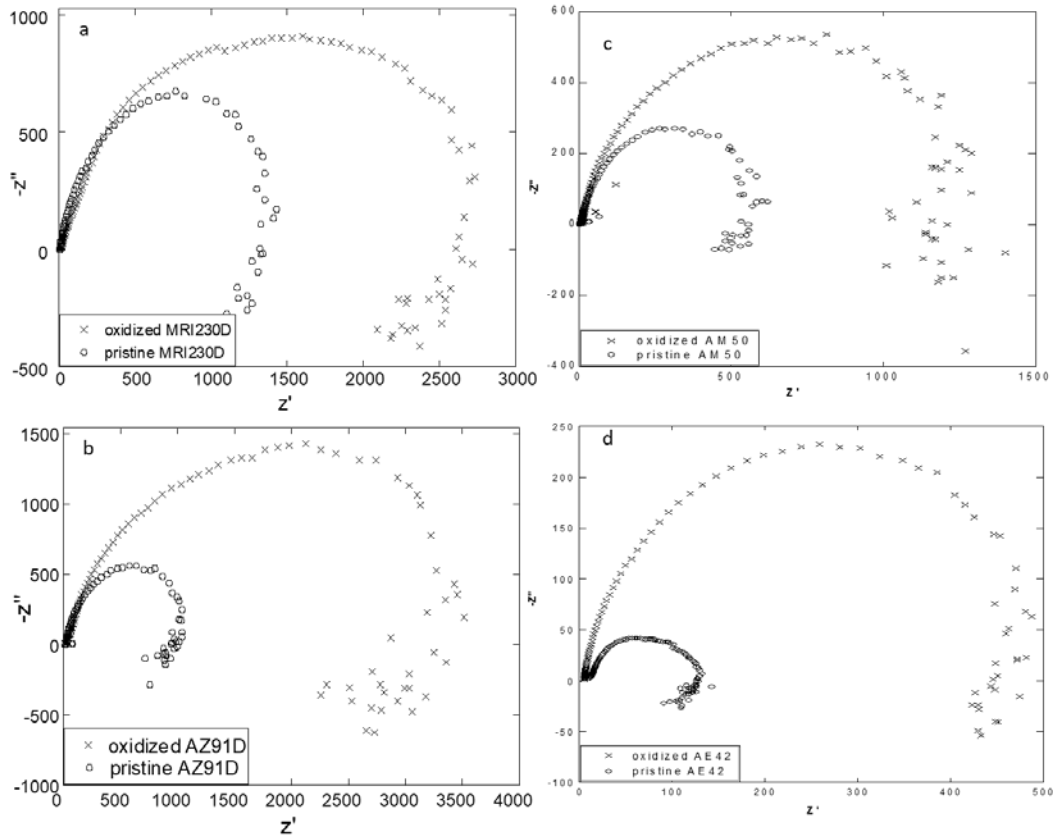 a
1000
500
0
-500
-z"
0
500
1000
1500
2000
2500
3000
z'
× oxidized MRI230D
o pristine MRI230D
c
600
400
200
0
-200
-400
-z"
0
500
1000
1500
z'
× oxidized AM50
o pristine AM50
b
1500
1000
500
0
-500
-1000
-z"
0
500
1000
1500
2000
2500
3000
3500
4000
z'
× oxidized AZ91D
o pristine AZ91D
d
250
200
150
100
50
0
-50
-100
-z"
0
100
200
300
400
500
z'
× oxidized AE42
o pristine AE42